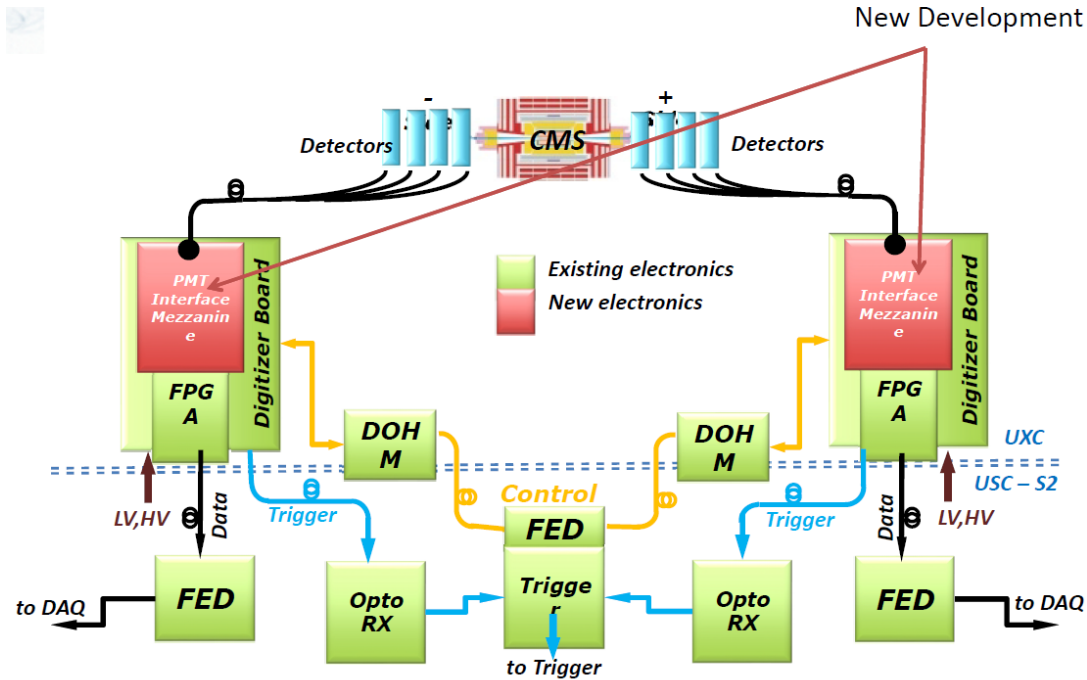 New Development
-
+
Detectors
CMS
Detectors
PMT
Interface
Mezzanin
e
Digitizer Board
FPG
A
Existing electronics
New electronics
PMT
Interface
Mezzanin
e
Digitizer Board
FPG
A
DOH
M
DOH
M
UXC
USC – S2
Control
LV,HV
Data
Trigger
FED
Trigger
Data
LV,HV
FED
Opto
RX
Trigge
r
Opto
RX
FED
to DAQ
to DAQ
to Trigger